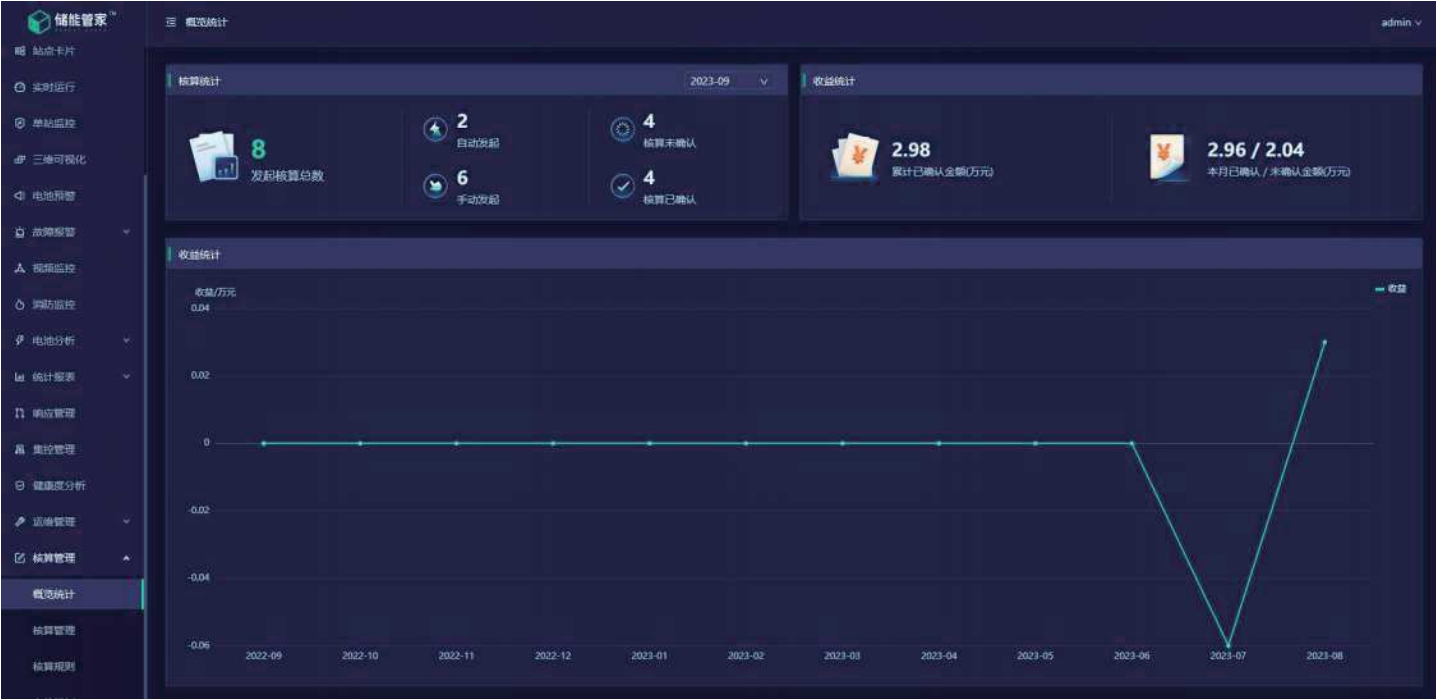 储能管家™
概览统计
admin
站点卡片
实时运行
单站监控
三维可视化
电池预警
故障报警
视频监控
消防监控
电池分析
统计报表
响应管理
集控管理
健康度分析
运维管理
核算管理
概览统计
核算管理
核算规则
核算统计
2023-09
8
发起核算总数
2
自动发起
4
核算未确认
6
手动发起
4
核算已确认
收益统计
2.98
累计已确认金额(万元)
2.96 / 2.04
本月已确认 / 未确认金额(万元)
收益统计
收益/万元
收益
0.04
0.02
0
-0.02
-0.04
-0.06
2022-09 2022-10 2022-11 2022-12 2023-01 2023-02 2023-03 2023-04 2023-05 2023-06 2023-07 2023-08